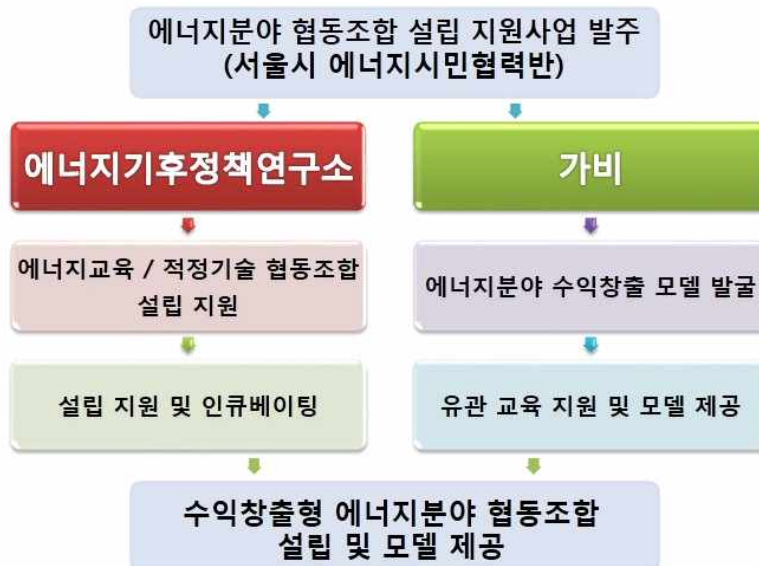 에너지분야 협동조합 설립 지원사업 발주
(서울시 에너지시민협력반)
에너지기후정책연구소
가비
에너지교육 / 적정기술 협동조합
설립 지원
에너지분야 수익창출 모델 발굴
설립 지원 및 인큐베이팅
유관 교육 지원 및 모델 제공
수익창출형 에너지분야 협동조합
설립 및 모델 제공